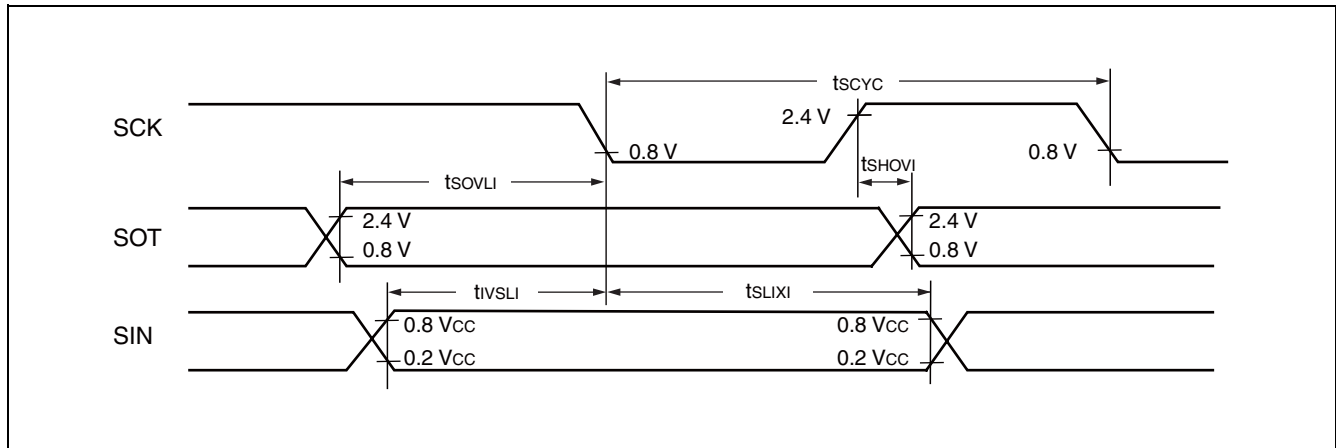 tSCYC
SCK
2.4 V
0.8 V
0.8 V
tSHOVI
tSOVLI
SOT
2.4 V
0.8 V
2.4 V
0.8 V
tIVSLI
tSLIXI
SIN
0.8 VCC
0.2 VCC
0.8 VCC
0.2 VCC